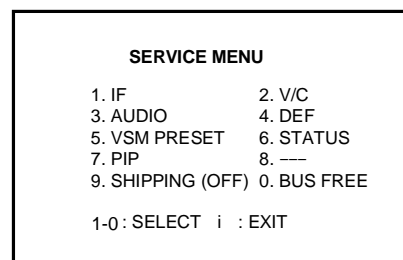 SERVICE MENU
1. IF 2. V/C
3. AUDIO 4. DEF
5. VSM PRESET 6. STATUS
7. PIP 8. −−−
9. SHIPPING (OFF) 0. BUS FREE
1-0 : SELECT i : EXIT